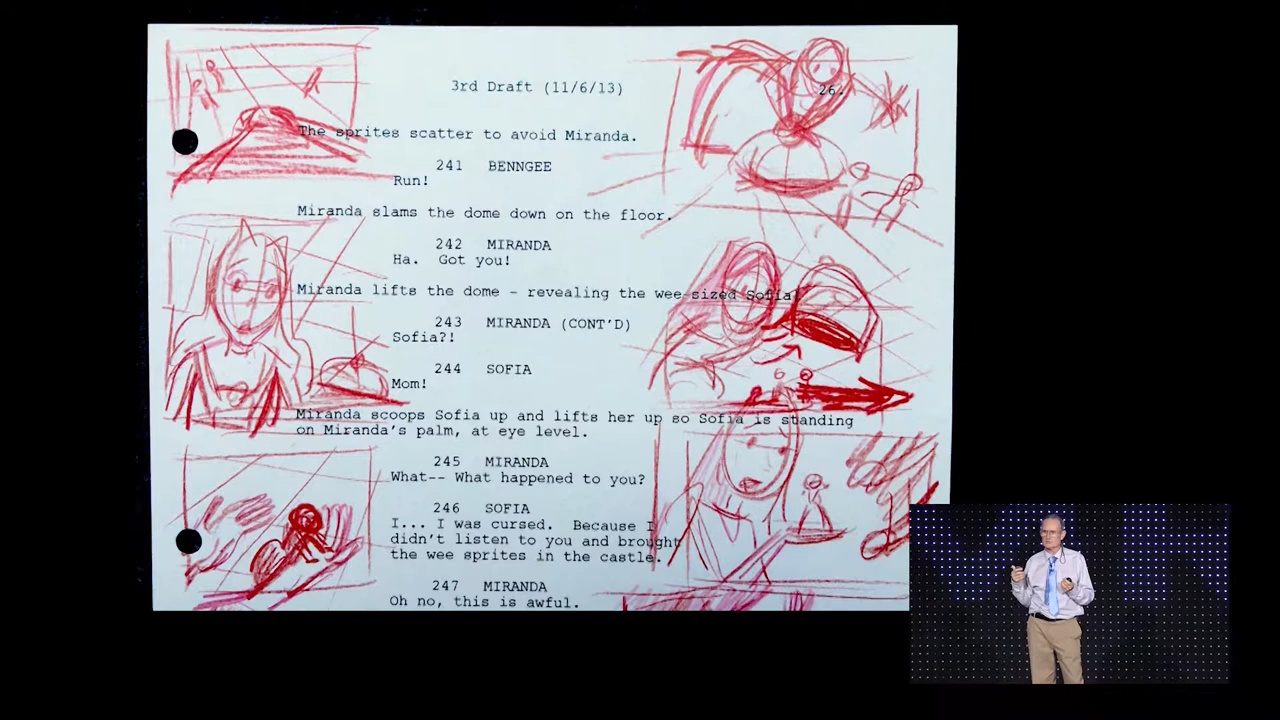 3rd Draft (11/6/13)
26.
The sprites scatter to avoid Miranda.
241 BENNGEE
Run!
Miranda slams the dome down on the floor.
242 MIRANDA
Ha. Got you!
Miranda lifts the dome – revealing the wee-sized Sofia
243 MIRANDA (CONT'D)
Sofia?!
244 SOFIA
Mom!
Miranda scoops Sofia up and lifts her up so Sofia is standing
on Miranda's palm, at eye level.
245 MIRANDA
What-- What happened to you?
246 SOFIA
I... I was cursed. Because I
didn't listen to you and brought
the wee sprites in the castle.
247 MIRANDA
Oh no, this is awful.